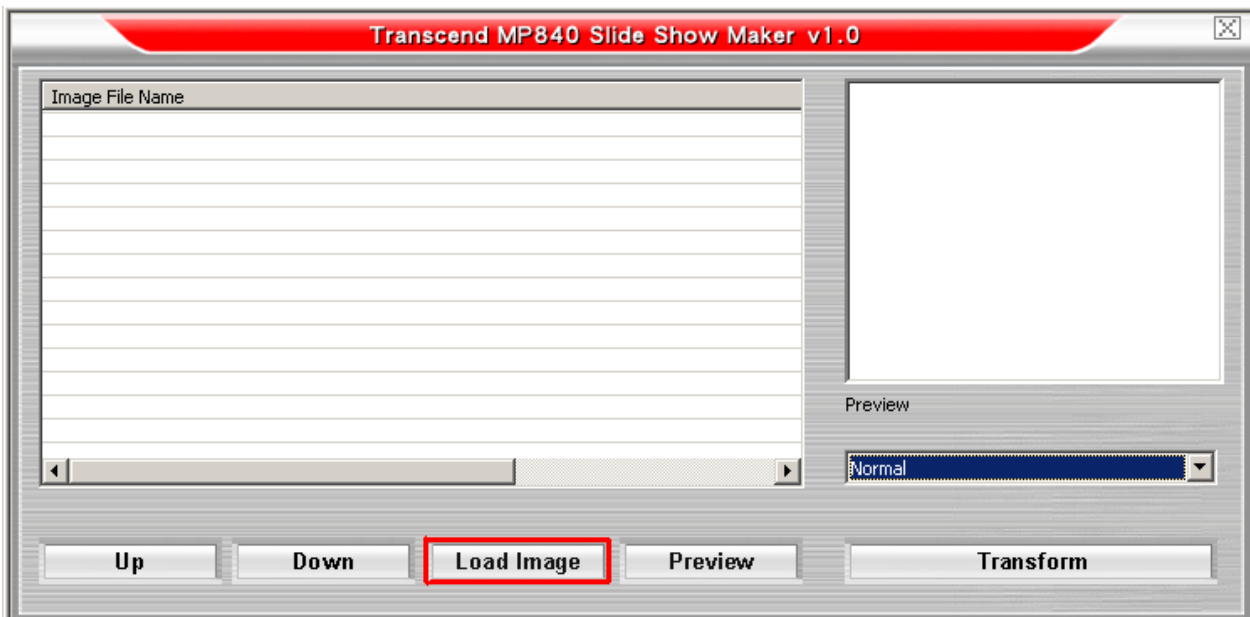 Transcend MP840 Slide Show Maker v1.0
Image File Name
Preview
Normal
Up
Down
Load Image
Preview
Transform